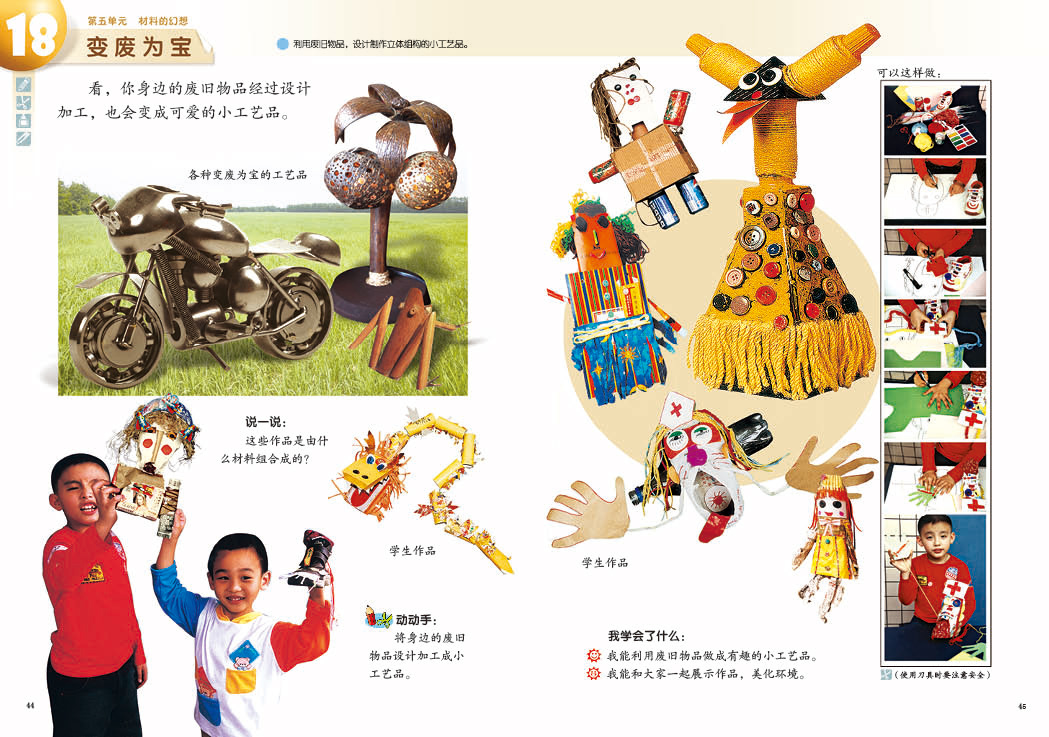 18
第五单元 材料的幻想
变废为宝
利用废旧物品，设计制作立体结构的小工艺品。
看，你身边的废旧物品经过设计
加工，也会变成可爱的小工艺品。
各种变废为宝的工艺品
说一说：
这些作品是由什
么材料组合成的？
学生作品
动动手：
将身边的废旧
物品设计加工成小
工艺品。
44
可以这样做：
学生作品
我学会了什么：
我能利用废旧物品做成有趣的小工艺品。
我能和大家一起展示作品，美化环境。
（使用刀具时要注意安全）
45